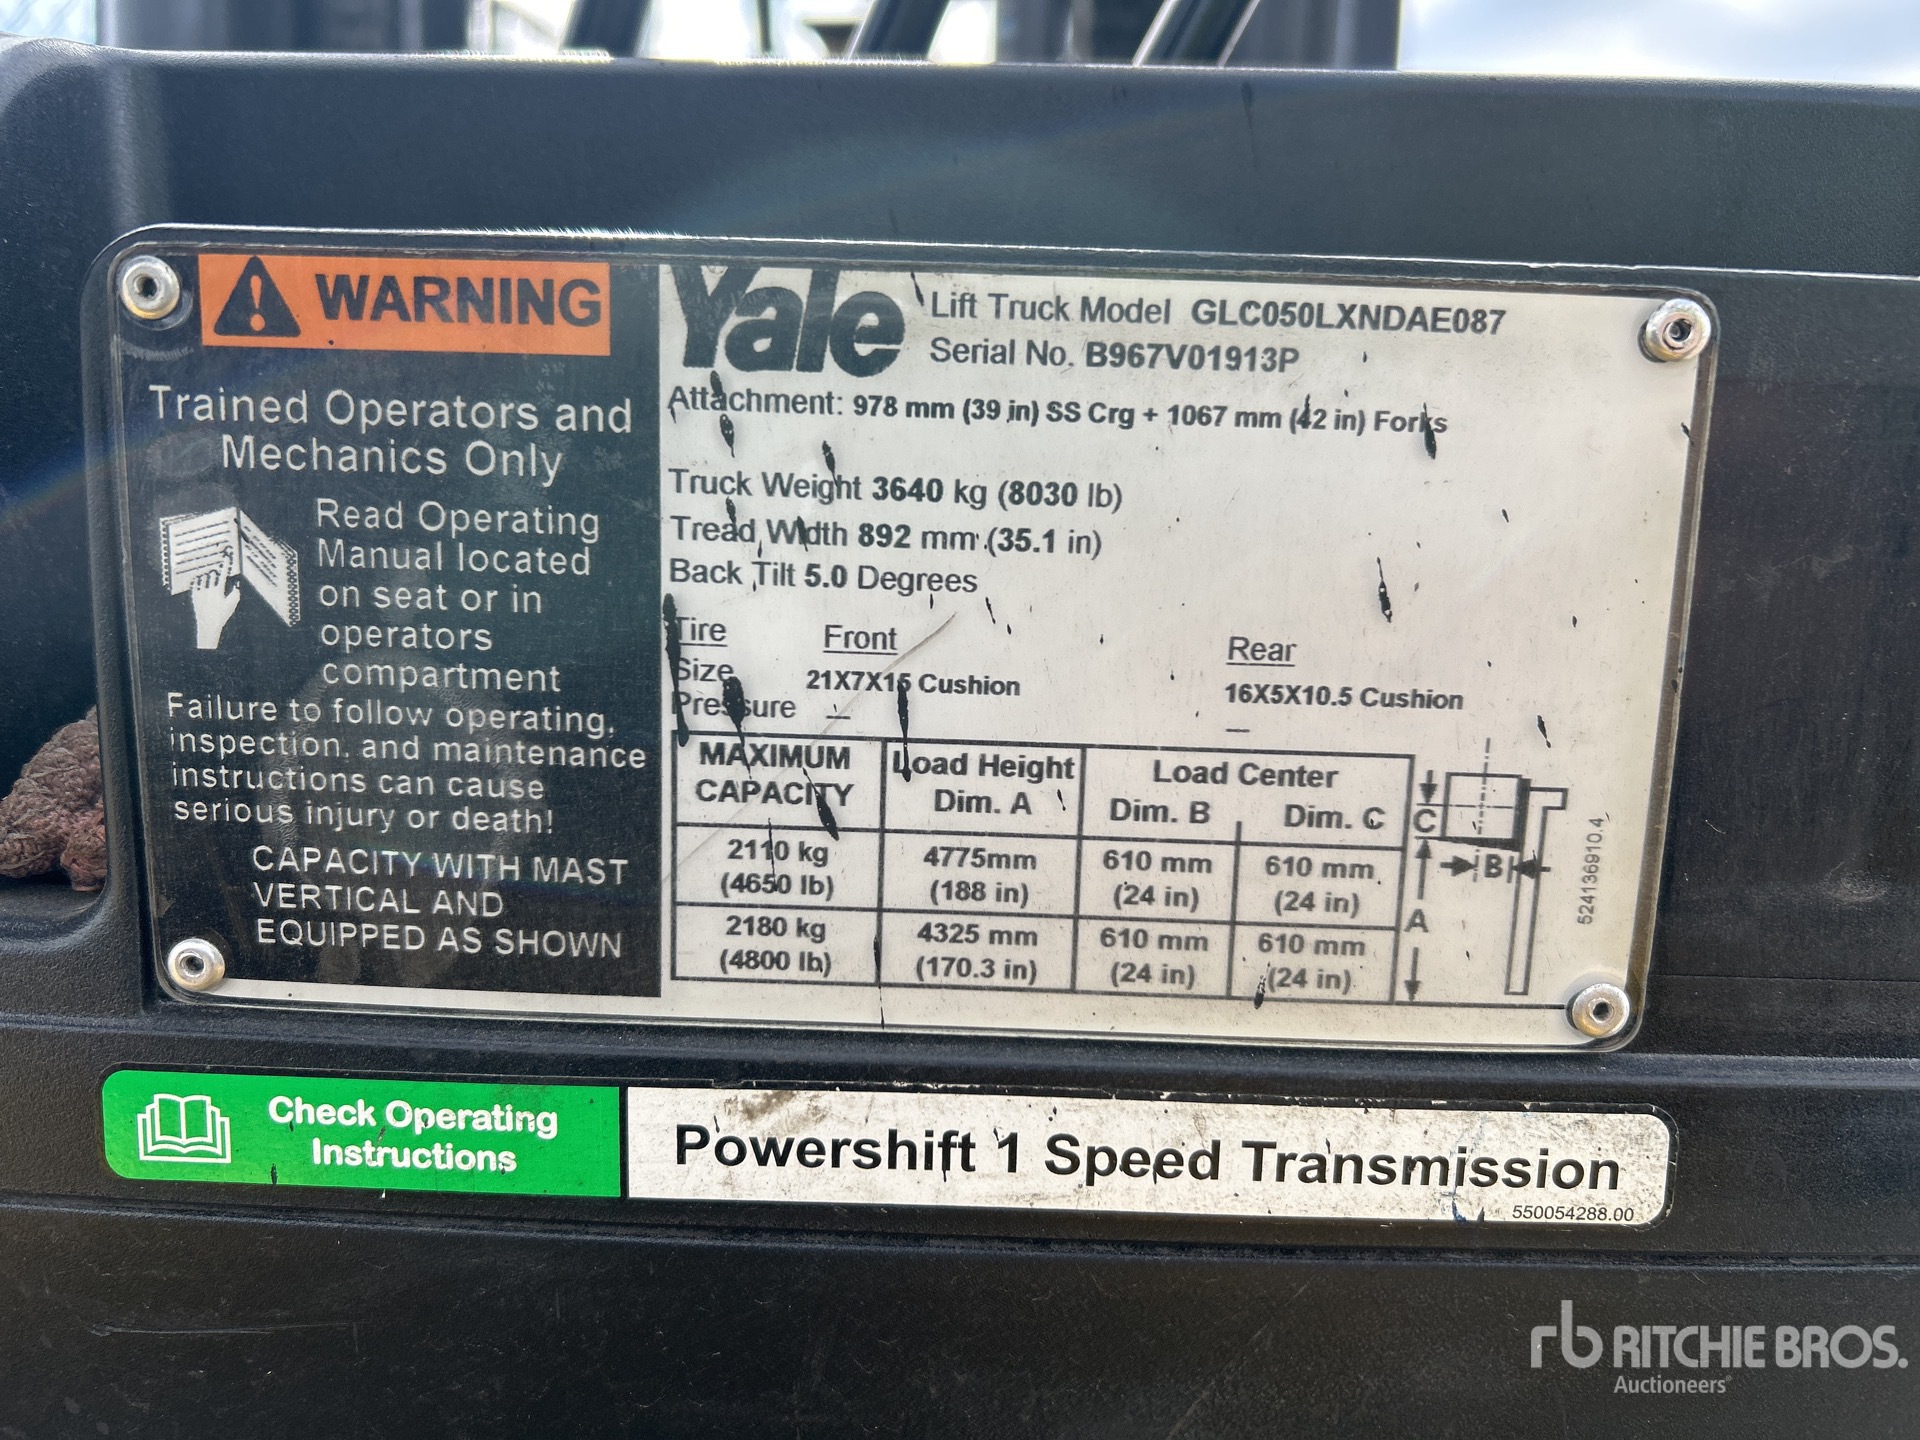 WARNING
Trained Operators and
Mechanics Only
Read Operating
Manual located
on seat or in
operators
compartment
Failure to follow operating,
inspection, and maintenance
instructions can cause
serious injury or death!
CAPACITY WITH MAST
VERTICAL AND
EQUIPPED AS SHOWN
Yale
Lift Truck Model GLC050LXNDAE087
Serial No. B967V01913P
Attachment: 978 mm (39 in) SS Crg + 1067 mm (42 in) Forks
Truck Weight 3640 kg (8030 lb)
Tread Width 892 mm (35.1 in)
Back Tilt 5.0 Degrees
Tire Front Rear
Size 21X7X15 Cushion 16X5X10.5 Cushion
Pressure — —
MAXIMUM CAPACITY Load Height Dim. A Load Center Dim. B Dim. C
2110 kg 4775mm 610 mm 610 mm
(4650 lb) (188 in) (24 in) (24 in)
2180 kg 4325 mm 610 mm 610 mm
(4800 lb) (170.3 in) (24 in) (24 in)
C
B
A
524136910.4
Check Operating
Instructions
Powershift 1 Speed Transmission
550054288.00
rb RITCHIE BROS.
Auctioneers